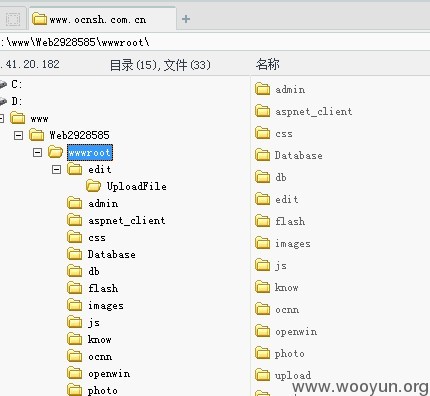 www.ocnsh.com.cn
:\www\Web2928585\wwwroot\
.41.20.182 目录(15),文件(33) 名称
C:
D:
www
Web2928585
wwwroot
edit
UploadFile
admin
aspnet_client
css
Database
db
flash
images
js
know
ocnn
openwin
photo
admin
aspnet_client
css
Database
db
edit
flash
images
js
know
ocnn
openwin
photo
upload
www.wooyun.org